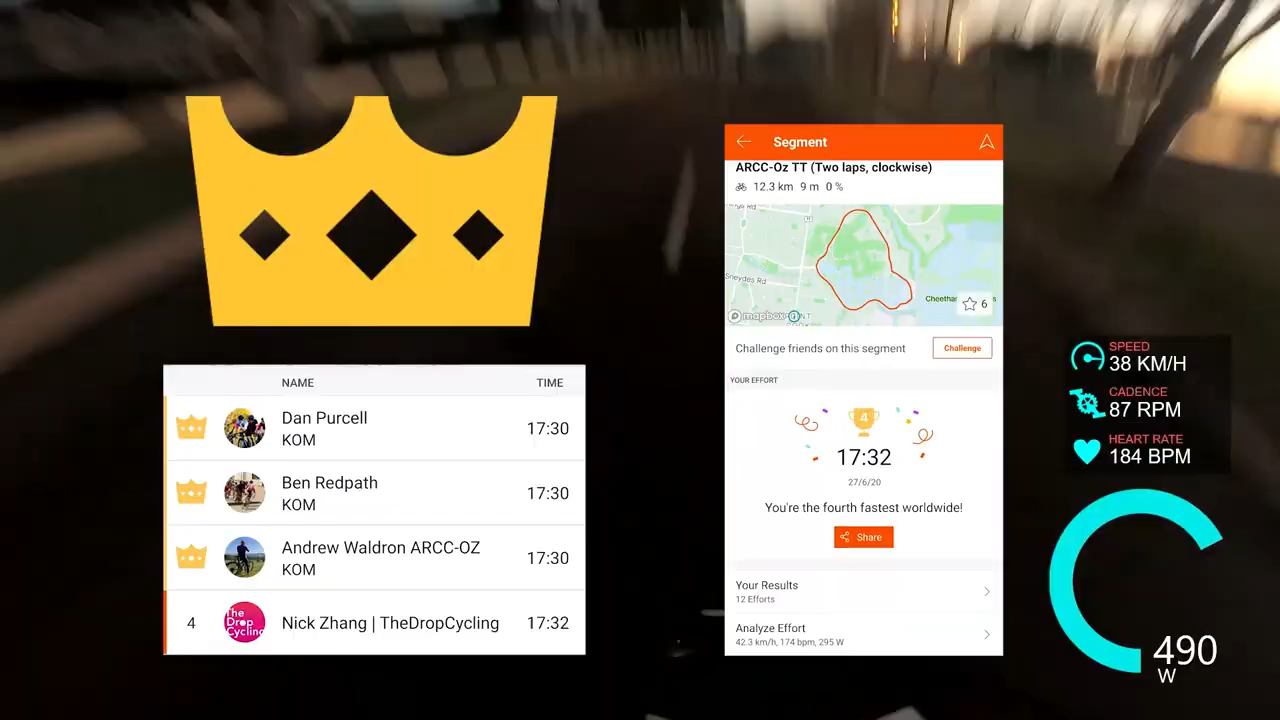 NAME TIME
Dan Purcell
KOM
17:30
Ben Redpath
KOM
17:30
Andrew Waldron ARCC-OZ
KOM
17:30
4
The
Drop
Cycling
Nick Zhang | TheDropCycling
17:32
Segment
ARCC-Oz TT (Two laps, clockwise)
12.3 km 9 m 0 %
Sneydes Rd
Cheetham
6
mapbox
Challenge friends on this segment
Challenge
YOUR EFFORT
4
17:32
27/6/20
You're the fourth fastest worldwide!
Share
Your Results
12 Efforts
Analyze Effort
42.3 km/h, 174 bpm, 295 W
SPEED
38 KM/H
CADENCE
87 RPM
HEART RATE
184 BPM
490
W